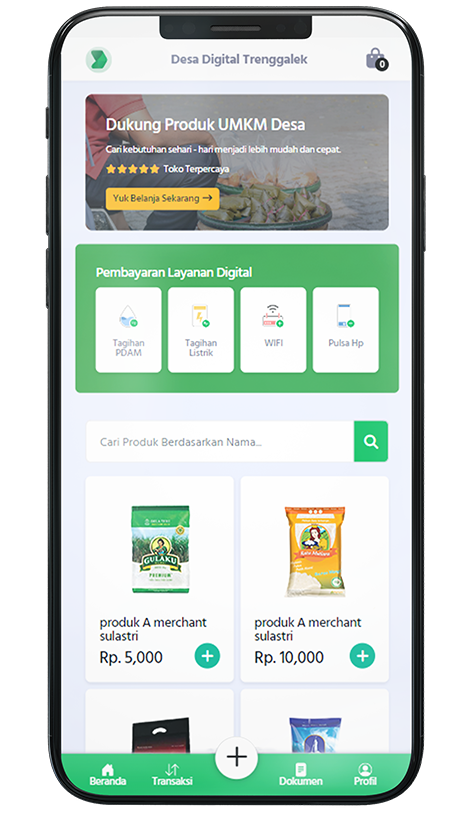 Desa Digital Trenggalek
0
Dukung Produk UMKM Desa
Cari kebutuhan sehari - hari menjadi lebih mudah dan cepat.
Toko Terpercaya
Yuk Belanja Sekarang →
Pembayaran Layanan Digital
Tagihan
PDAM
Tagihan
Listrik
WIFI
Pulsa Hp
Cari Produk Berdasarkan Nama...
GULAKU
PREMIUM
produk A merchant
sulastri
Rp. 5,000
produk A merchant
sulastri
Rp. 10,000
Beranda
Transaksi
Dokumen
Profil